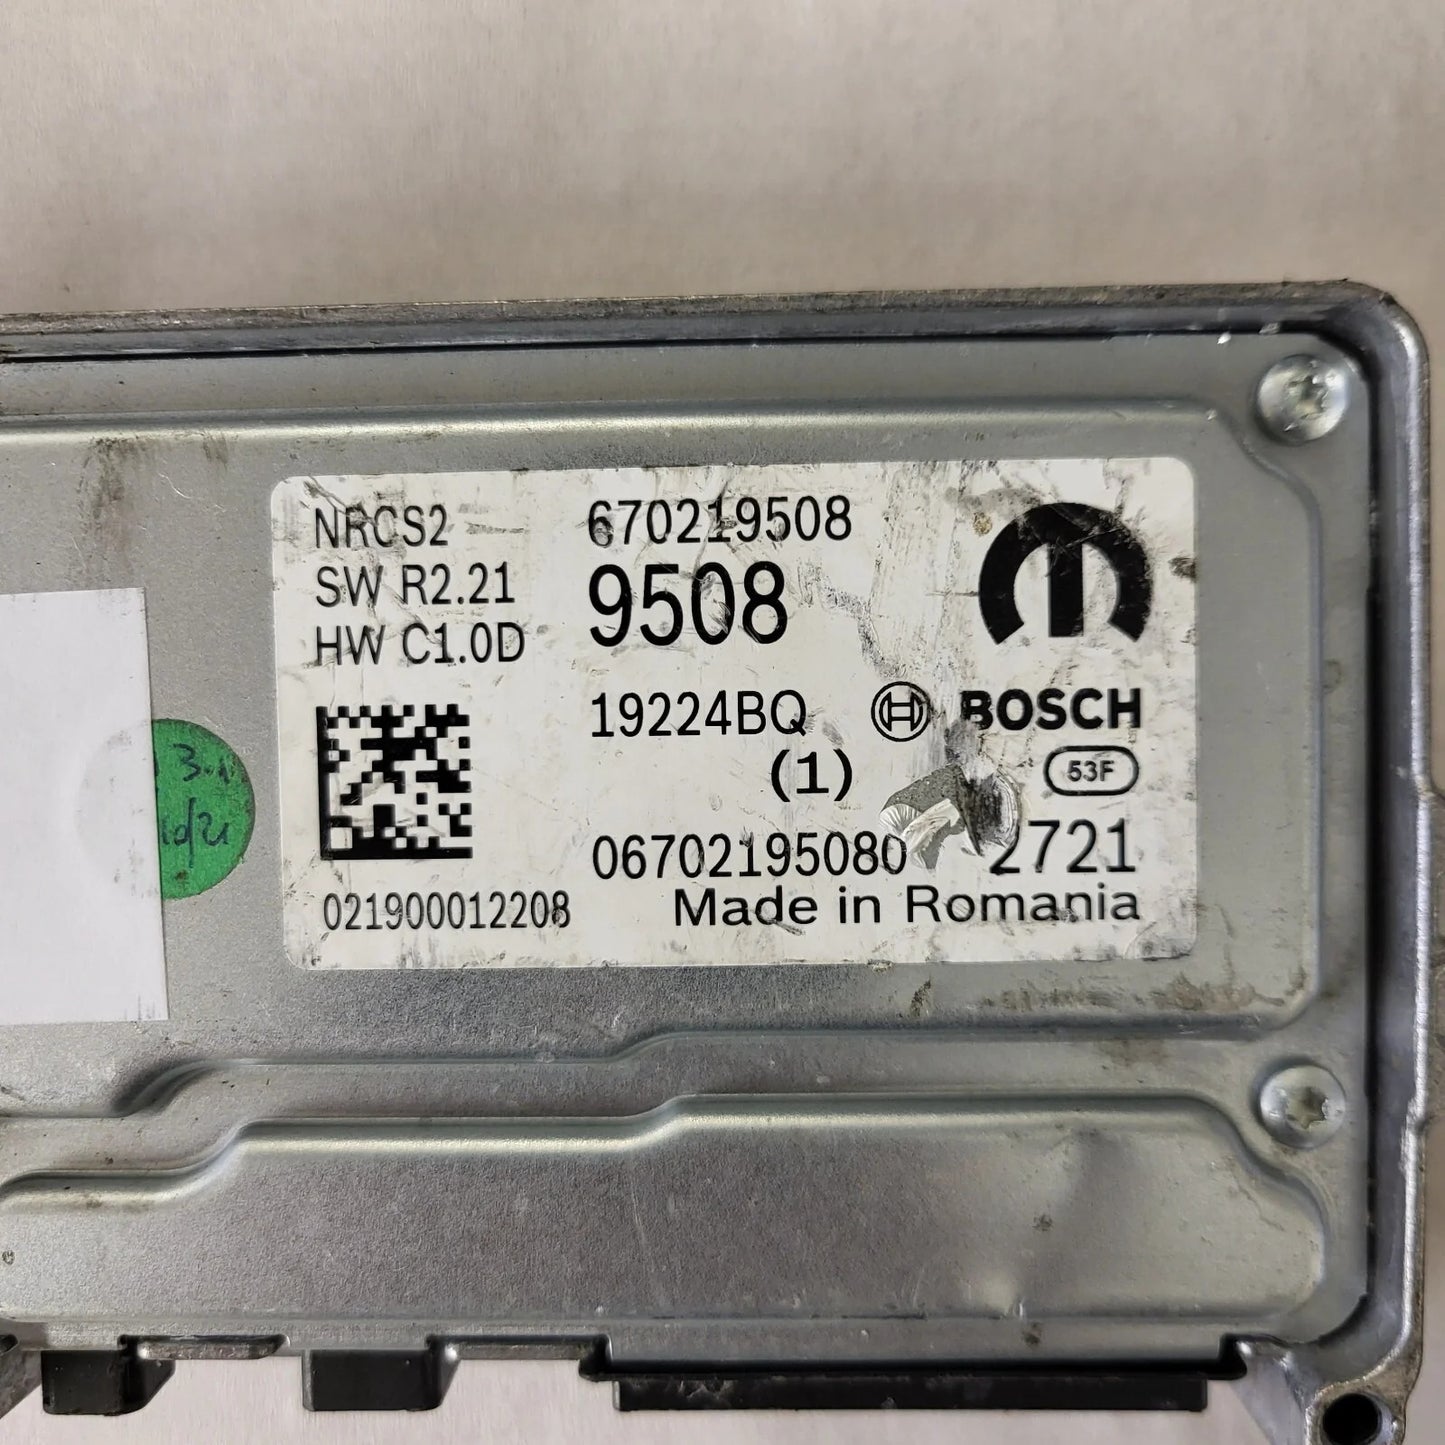 NRCS2
SW R2.21
HW C1.0D
670219508
9508
19224BQ
BOSCH
(1)
53F
06702195080
2721
021900012208
Made in Romania